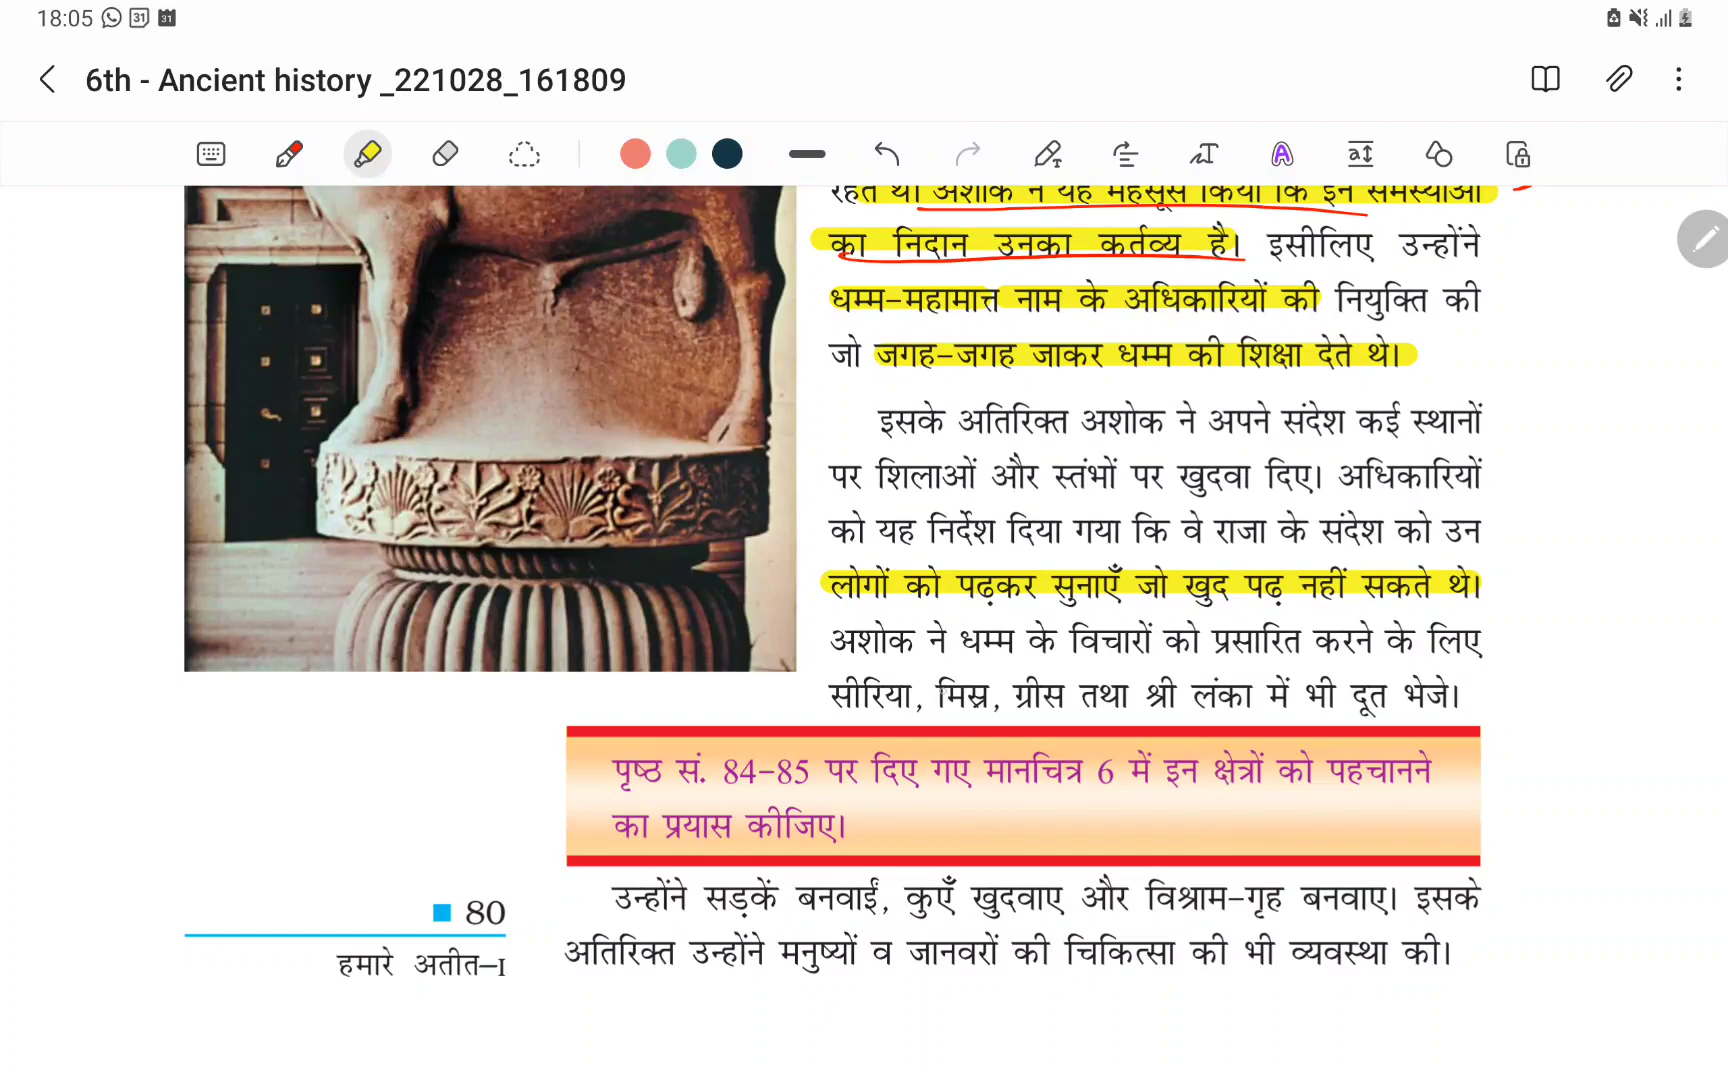 18:05 31 31
6th - Ancient history _221028_161809
A a
रहते थे। अशोक ने यह महसूस किया कि इन समस्याओं
का निदान उनका कर्तव्य है। इसीलिए उन्होंने
धम्म-महामात्त नाम के अधिकारियों की नियुक्ति की
जो जगह-जगह जाकर धम्म की शिक्षा देते थे।
इसके अतिरिक्त अशोक ने अपने संदेश कई स्थानों
पर शिलाओं और स्तंभों पर खुदवा दिए। अधिकारियों
को यह निर्देश दिया गया कि वे राजा के संदेश को उन
लोगों को पढ़कर सुनाएँ जो खुद पढ़ नहीं सकते थे।
अशोक ने धम्म के विचारों को प्रसारित करने के लिए
सीरिया, मिस्र, ग्रीस तथा श्री लंका में भी दूत भेजे।
पृष्ठ सं. 84-85 पर दिए गए मानचित्र 6 में इन क्षेत्रों को पहचानने
का प्रयास कीजिए।
उन्होंने सड़कें बनवाईं, कुएँ खुदवाए और विश्राम-गृह बनवाए। इसके
अतिरिक्त उन्होंने मनुष्यों व जानवरों की चिकित्सा की भी व्यवस्था की।
80
हमारे अतीत-I